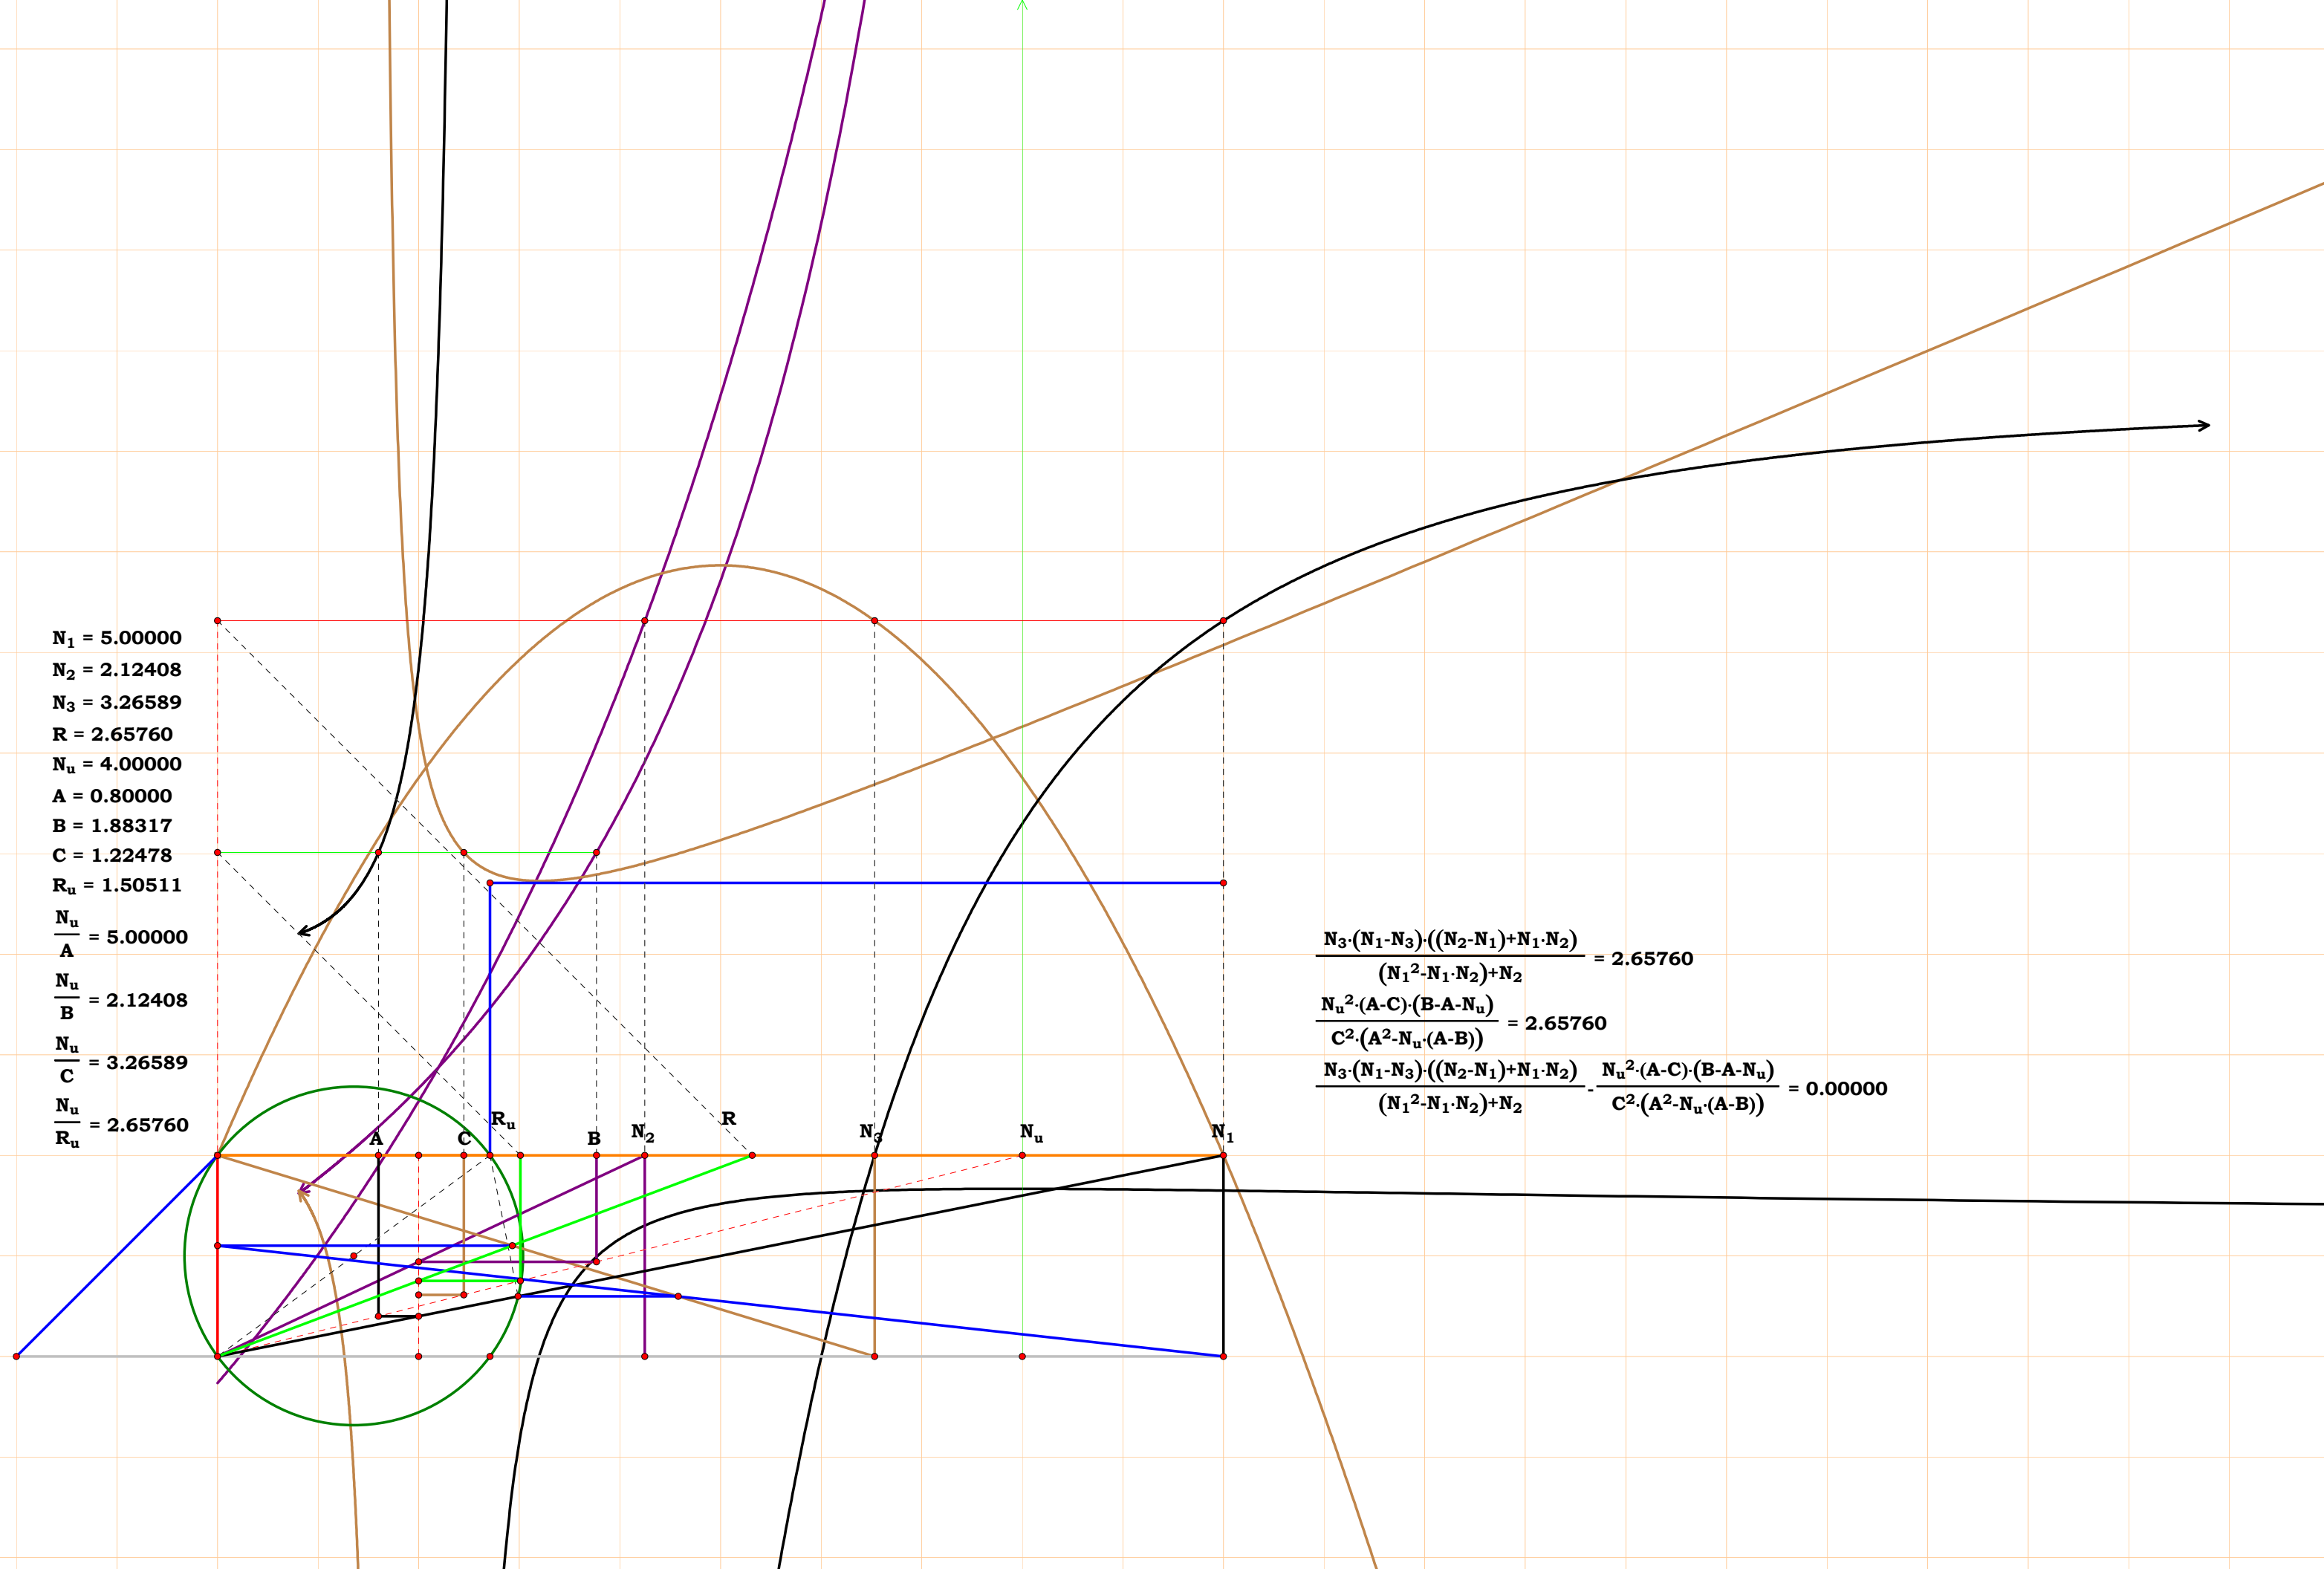 N₁ = 5.00000
N₂ = 2.12408
N₃ = 3.26589
R = 2.65760
Nᵤ = 4.00000
A = 0.80000
B = 1.88317
C = 1.22478
Rᵤ = 1.50511
Nᵤ/A = 5.00000
Nᵤ/B = 2.12408
Nᵤ/C = 3.26589
Nᵤ/Rᵤ = 2.65760
N₃·(N₁-N₃)·((N₂-N₁)+N₁·N₂) / (N₁²-N₁·N₂)+N₂ = 2.65760
Nᵤ²·(A-C)·(B-A-Nᵤ) / C²·(A²-Nᵤ·(A-B)) = 2.65760
N₃·(N₁-N₃)·((N₂-N₁)+N₁·N₂) / (N₁²-N₁·N₂)+N₂ - Nᵤ²·(A-C)·(B-A-Nᵤ) / C²·(A²-Nᵤ·(A-B)) = 0.00000
A C Rᵤ B N₂ R N₃ Nᵤ N₁